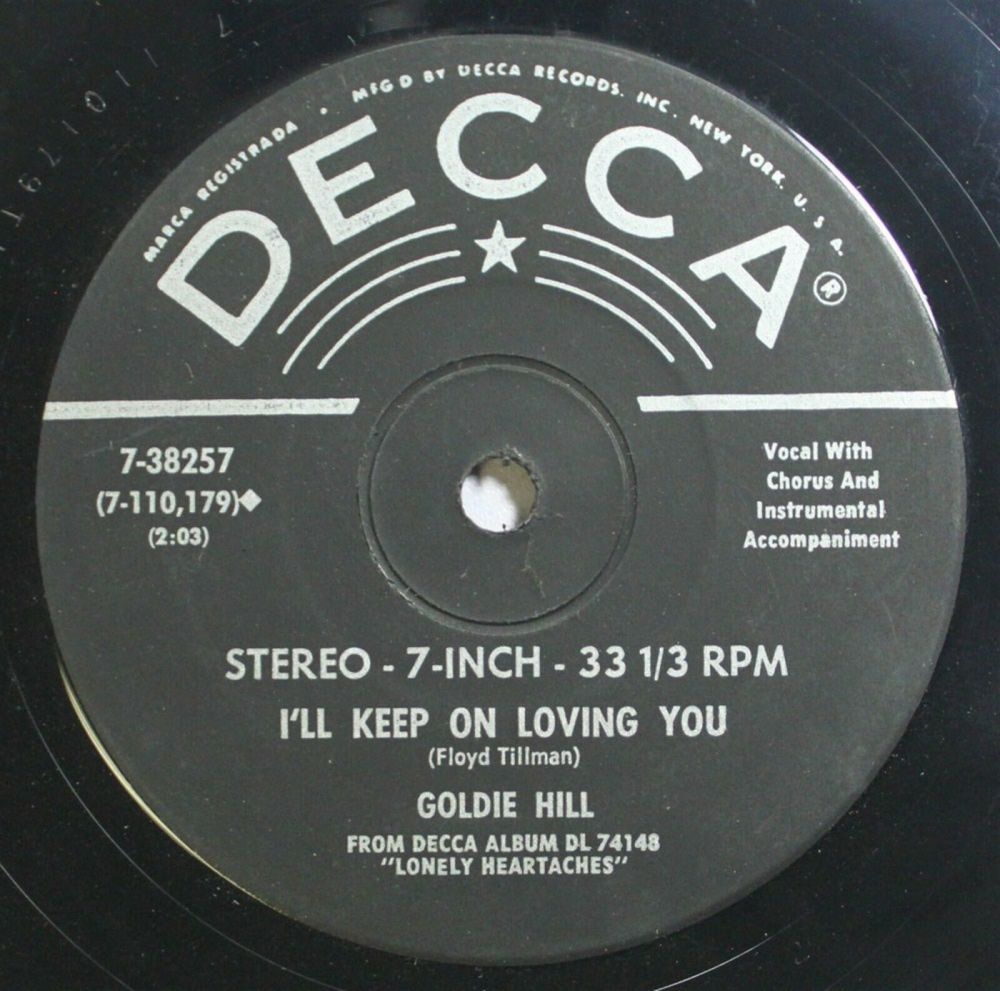 MARCA REGISTRADA • MFG D BY DECCA RECORDS, INC. NEW YORK. U. S. A.
DECCA®
7-38257
(7-110,179)◆
(2:03)
Vocal With
Chorus And
Instrumental
Accompaniment
STEREO - 7-INCH - 33 1/3 RPM
I'LL KEEP ON LOVING YOU
(Floyd Tillman)
GOLDIE HILL
FROM DECCA ALBUM DL 74148
"LONELY HEARTACHES"